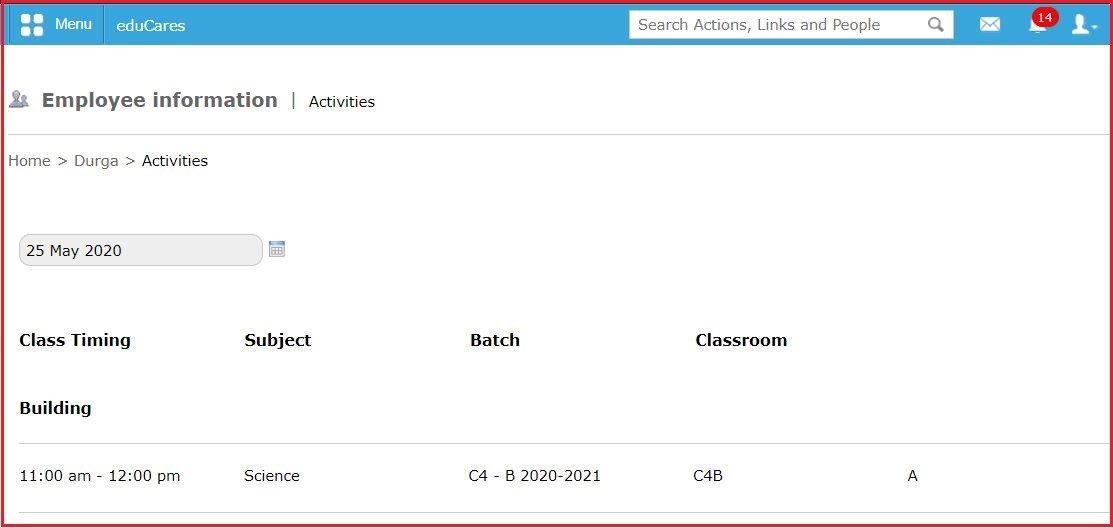 Menu eduCares Search Actions, Links and People 14
Employee information | Activities
Home > Durga > Activities
25 May 2020
Class Timing Subject Batch Classroom
Building
11:00 am - 12:00 pm Science C4 - B 2020-2021 C4B A